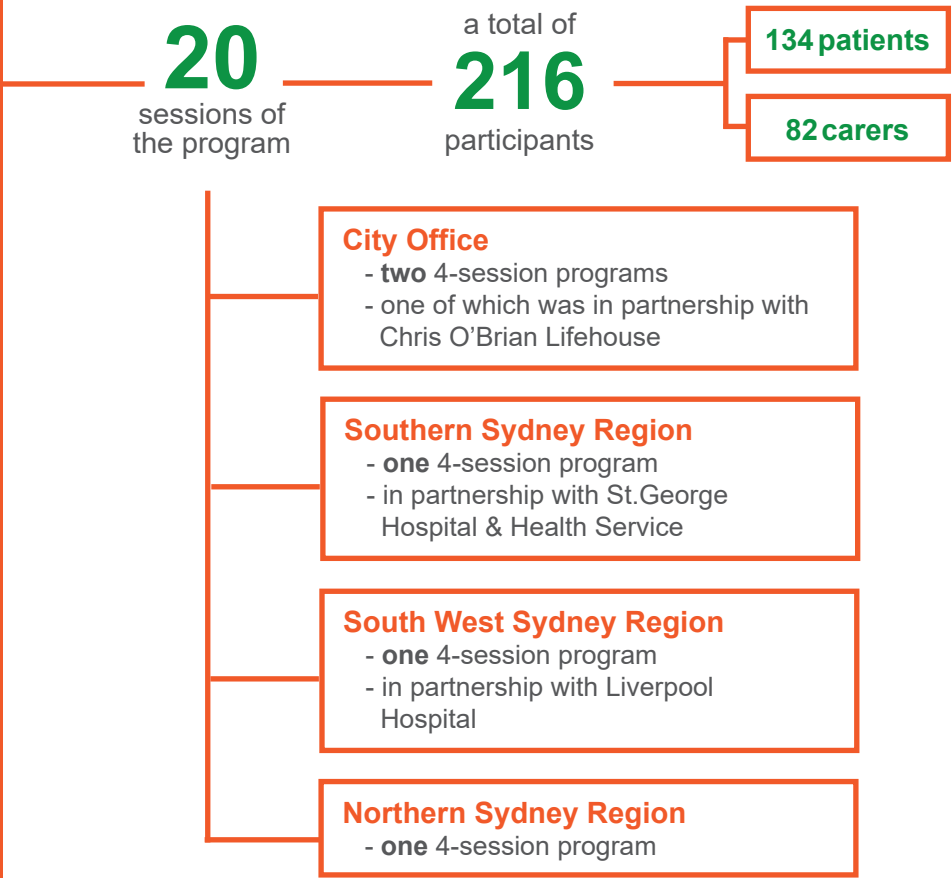 20
sessions of
the program
a total of
216
participants
134 patients
82 carers
City Office
- two 4-session programs
- one of which was in partnership with
Chris O’Brian Lifehouse
Southern Sydney Region
- one 4-session program
- in partnership with St.George
Hospital & Health Service
South West Sydney Region
- one 4-session program
- in partnership with Liverpool
Hospital
Northern Sydney Region
- one 4-session program